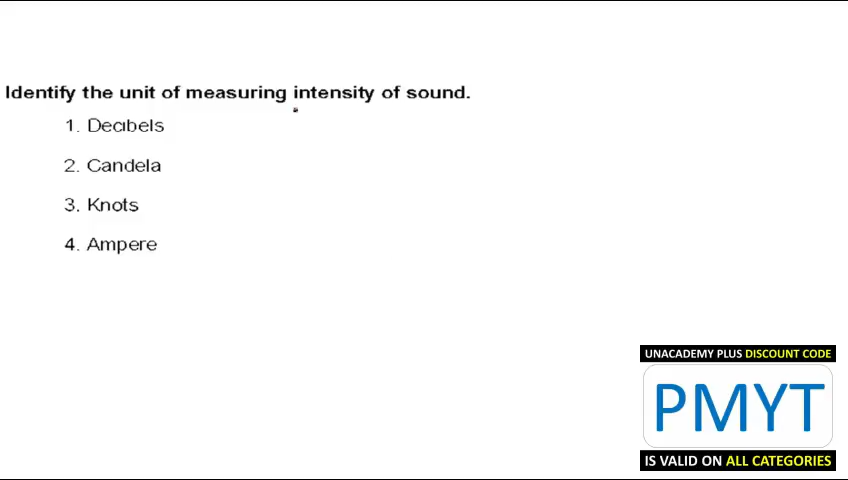 Identify the unit of measuring intensity of sound.
1. Decibels
2. Candela
3. Knots
4. Ampere
UNACADEMY PLUS DISCOUNT CODE
PMYT
IS VALID ON ALL CATEGORIES